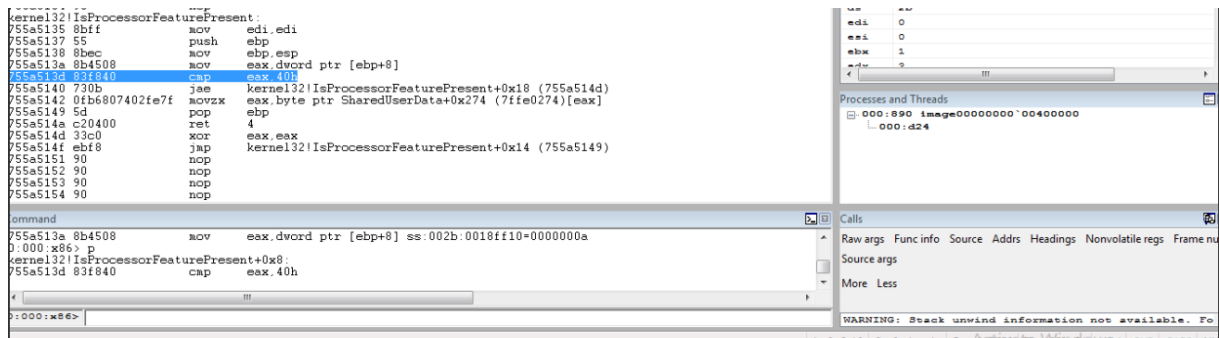 kernel32!IsProcessorFeaturePresent:
755a5135 8bff mov edi,edi
755a5137 55 push ebp
755a5138 8bec mov ebp,esp
755a513a 8b4508 mov eax,dword ptr [ebp+8]
755a513d 83f840 cmp eax,40h
755a5140 730b jae kernel32!IsProcessorFeaturePresent+0x18 (755a514d)
755a5142 0fb6807402fe7f movzx eax,byte ptr SharedUserData+0x274 (7ffe0274)[eax]
755a5149 5d pop ebp
755a514a c20400 ret 4
755a514d 33c0 xor eax,eax
755a514f ebf8 jmp kernel32!IsProcessorFeaturePresent+0x14 (755a5149)
755a5151 90 nop
755a5152 90 nop
755a5153 90 nop
755a5154 90 nop
edi 0
esi 0
ebx 1
Processes and Threads
000:890 image00000000`00400000
000:d24
Command
755a513a 8b4508 mov eax,dword ptr [ebp+8] ss:002b:0018ff10=0000000a
0:000:x86> p
kernel32!IsProcessorFeaturePresent+0x8:
755a513d 83f840 cmp eax,40h
0:000:x86>
Calls
Raw args Func info Source Addrs Headings Nonvolatile regs Frame nu
Source args
More Less
WARNING: Stack unwind information not available. Fo